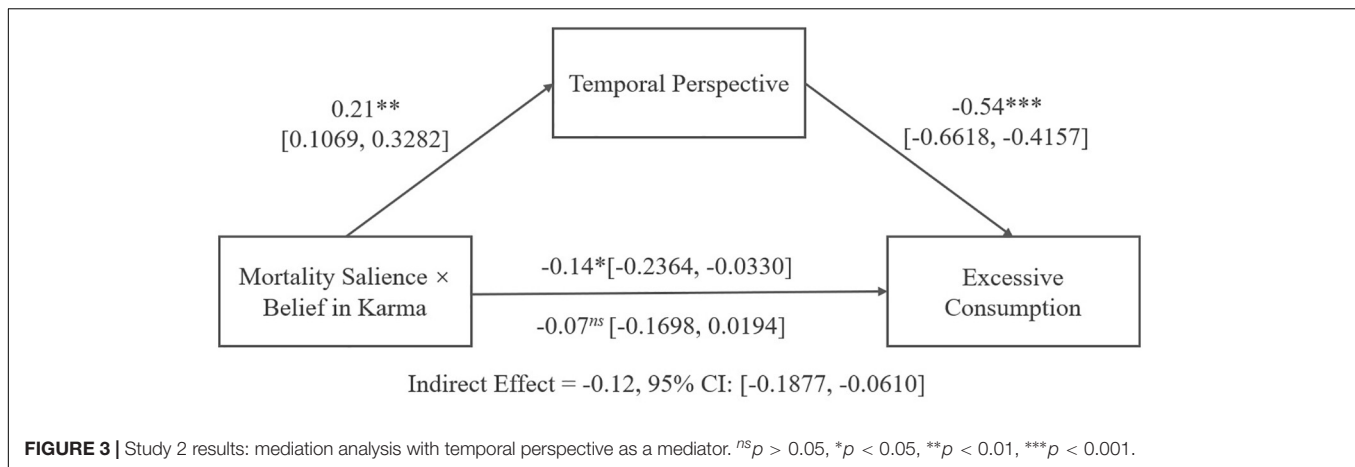 Temporal Perspective
0.21**
[0.1069, 0.3282]
-0.54***
[-0.6618, -0.4157]
Mortality Salience ×
Belief in Karma
-0.14*[-0.2364, -0.0330]
-0.07ns [-0.1698, 0.0194]
Excessive
Consumption
Indirect Effect = -0.12, 95% CI: [-0.1877, -0.0610]
FIGURE 3 | Study 2 results: mediation analysis with temporal perspective as a mediator. nsp > 0.05, *p < 0.05, **p < 0.01, ***p < 0.001.